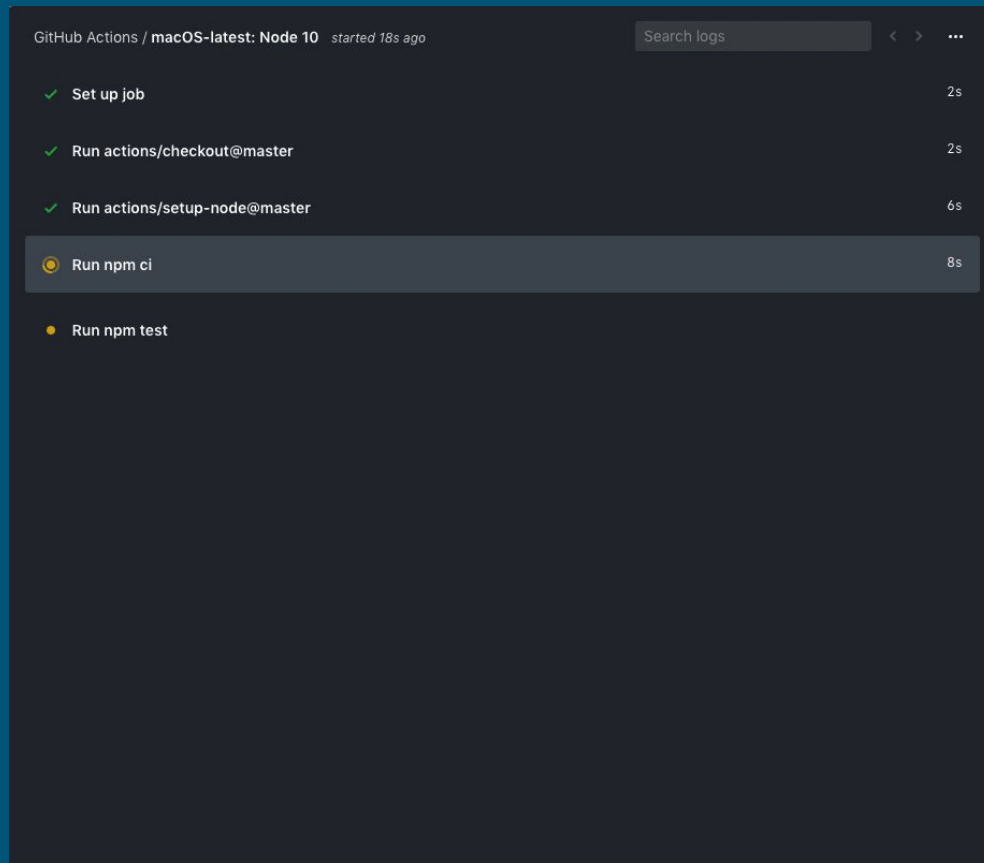 GitHub Actions / macOS-latest: Node 10 started 18s ago Search logs
Set up job 2s
Run actions/checkout@master 2s
Run actions/setup-node@master 6s
Run npm ci 8s
Run npm test